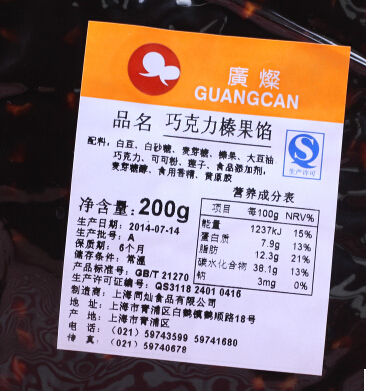 廣燦
GUANGCAN
品名 巧克力榛果馅
配料: 白豆、白砂糖、麦芽糖、榛果、大豆油
巧克力、可可粉、莲子、食品添加剂,
麦芽糖醇、食用香精、黄原胶
QS
生产许可
净含量: 200g
生产日期: 2014-07-14
生产批号: A
保质期: 6个月
储存条件: 常温
产品标准号: GB/T 21270
生产许可证编号: QS3118 2401 0416
制造商: 上海同灿食品有限公司
地址: 上海市青浦区白鹤镇鹤顺路18号
产地: 上海市青浦区
电话: (021) 59743599 59741680
传真: (021) 59740678
营养成分表
项目 每100g NRV%
能量 1237kJ 15%
蛋白质 7.9g 13%
脂肪 12.3g 21%
碳水化合物 38.1g 13%
钠 3mg 0%